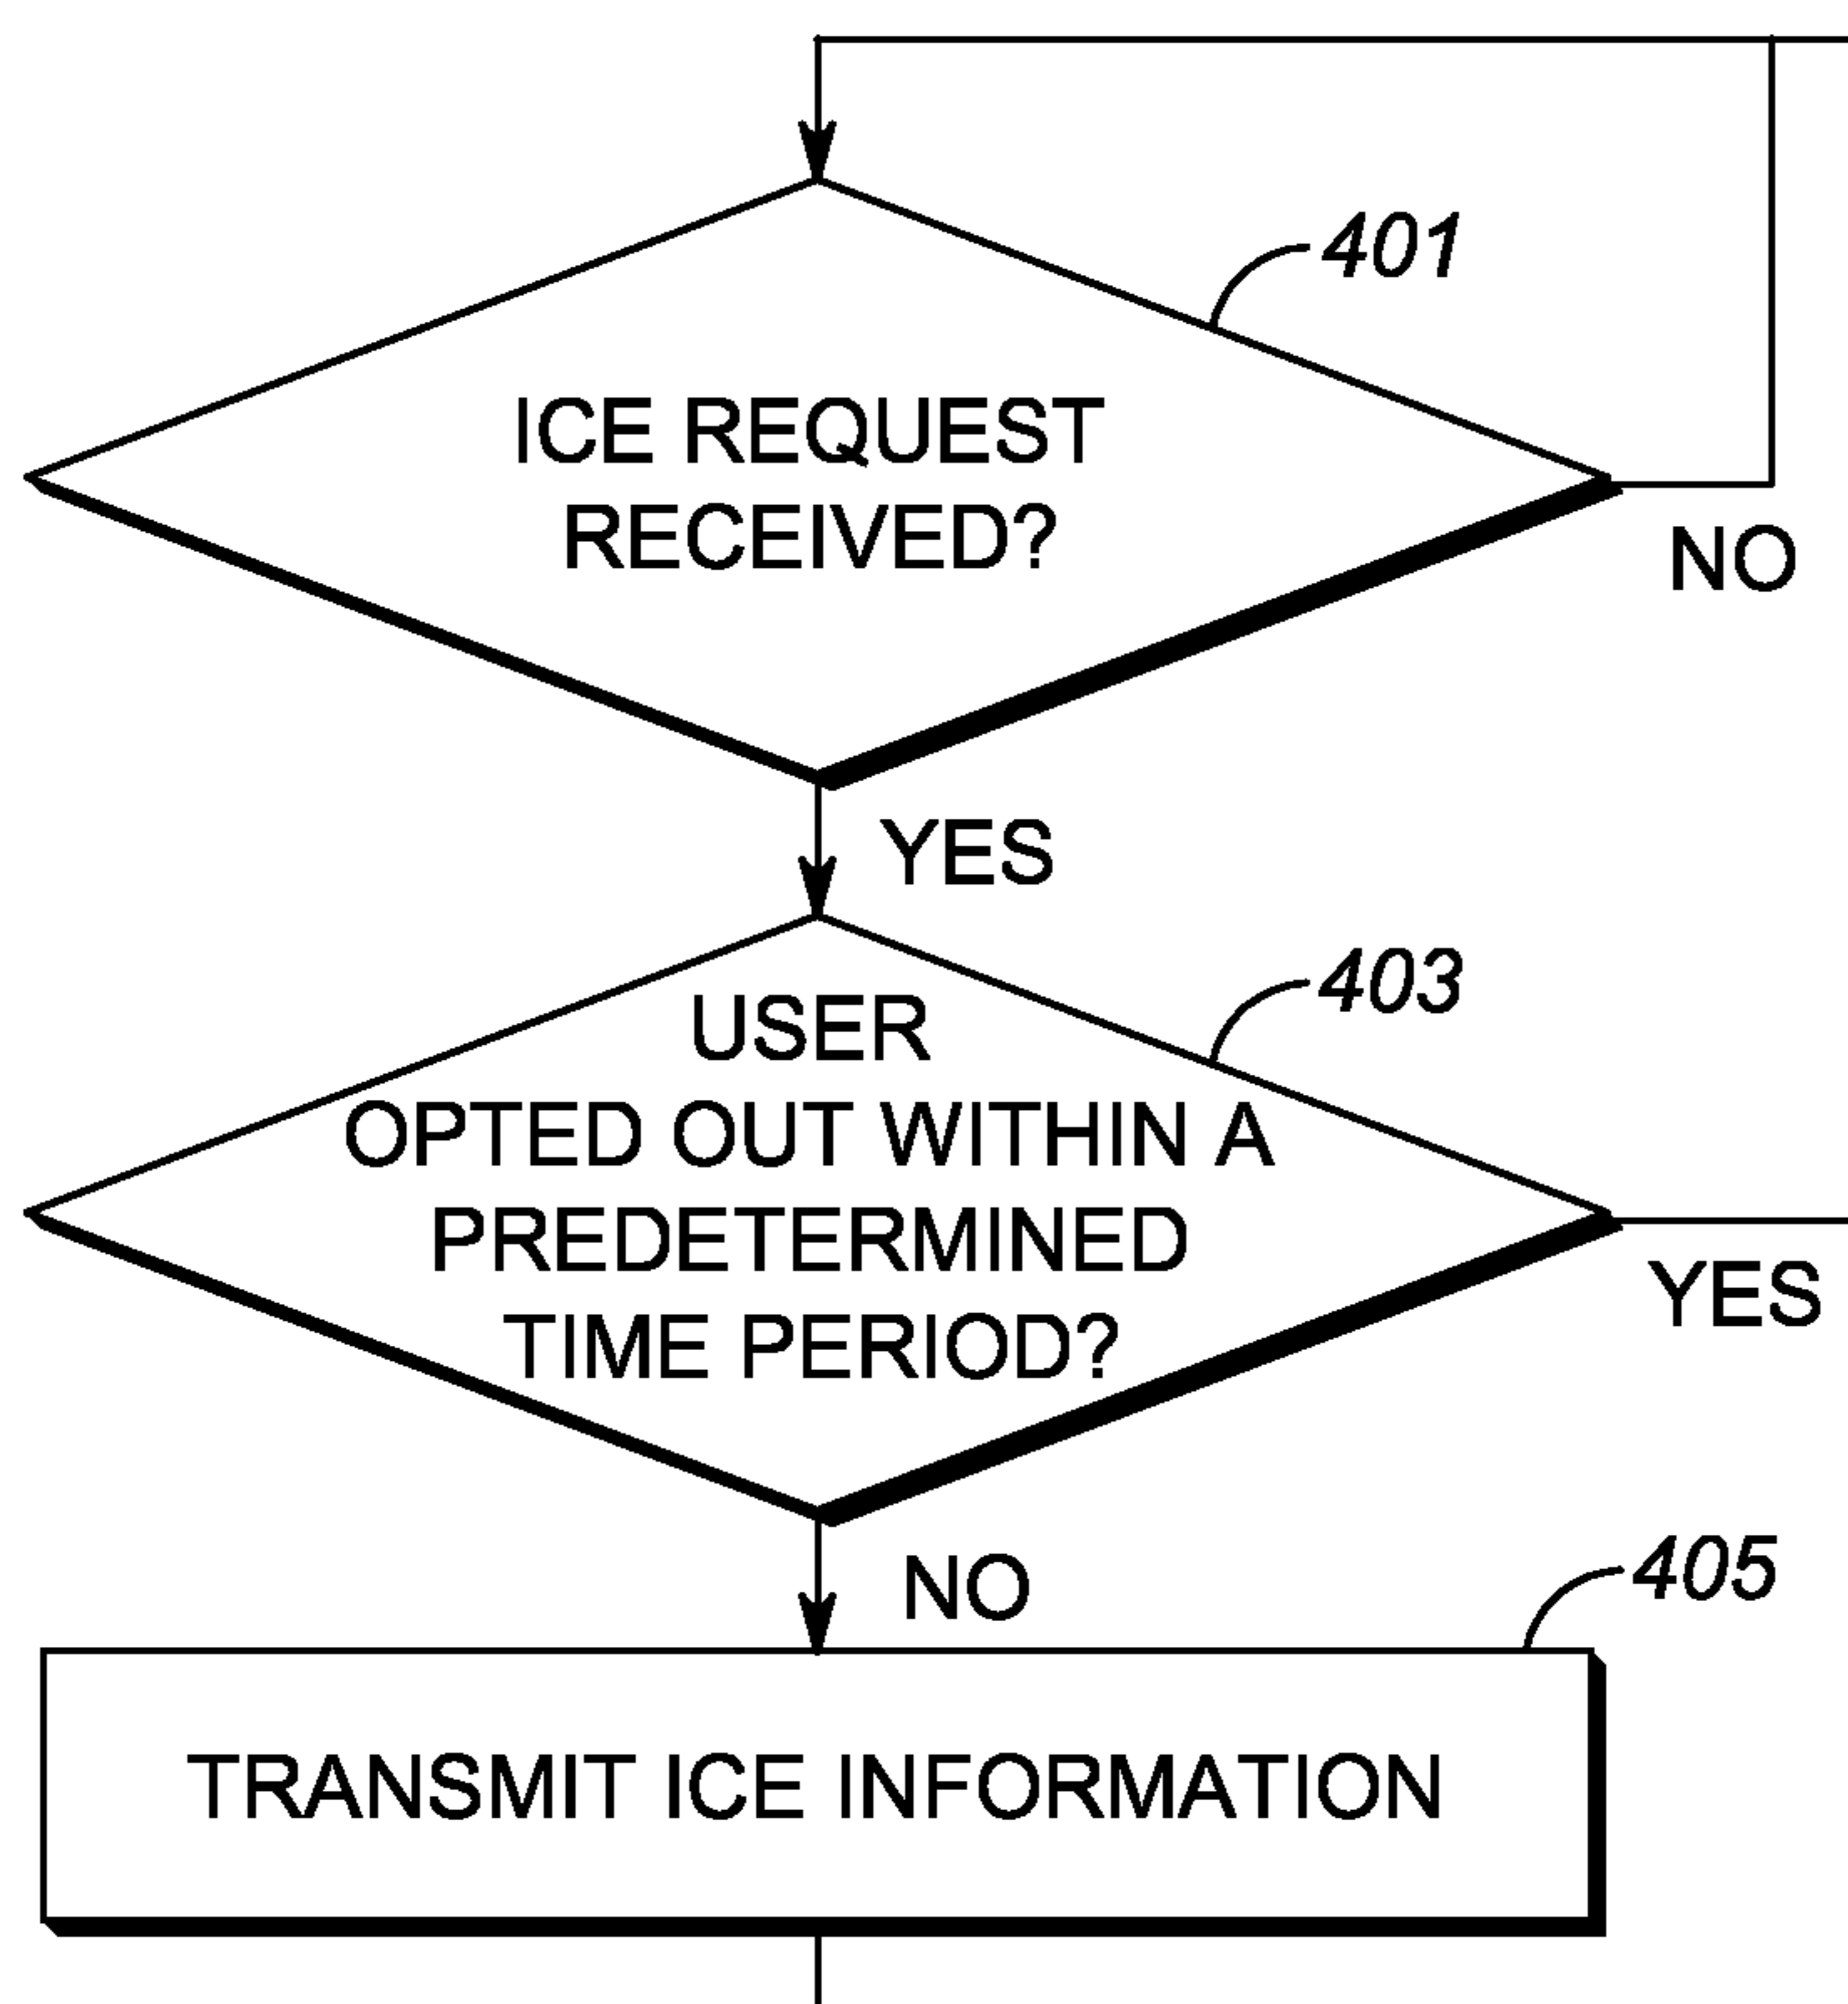 401
ICE REQUEST
RECEIVED?
NO
YES
403
USER
OPTED OUT WITHIN A
PREDETERMINED
TIME PERIOD?
YES
NO
405
TRANSMIT ICE INFORMATION